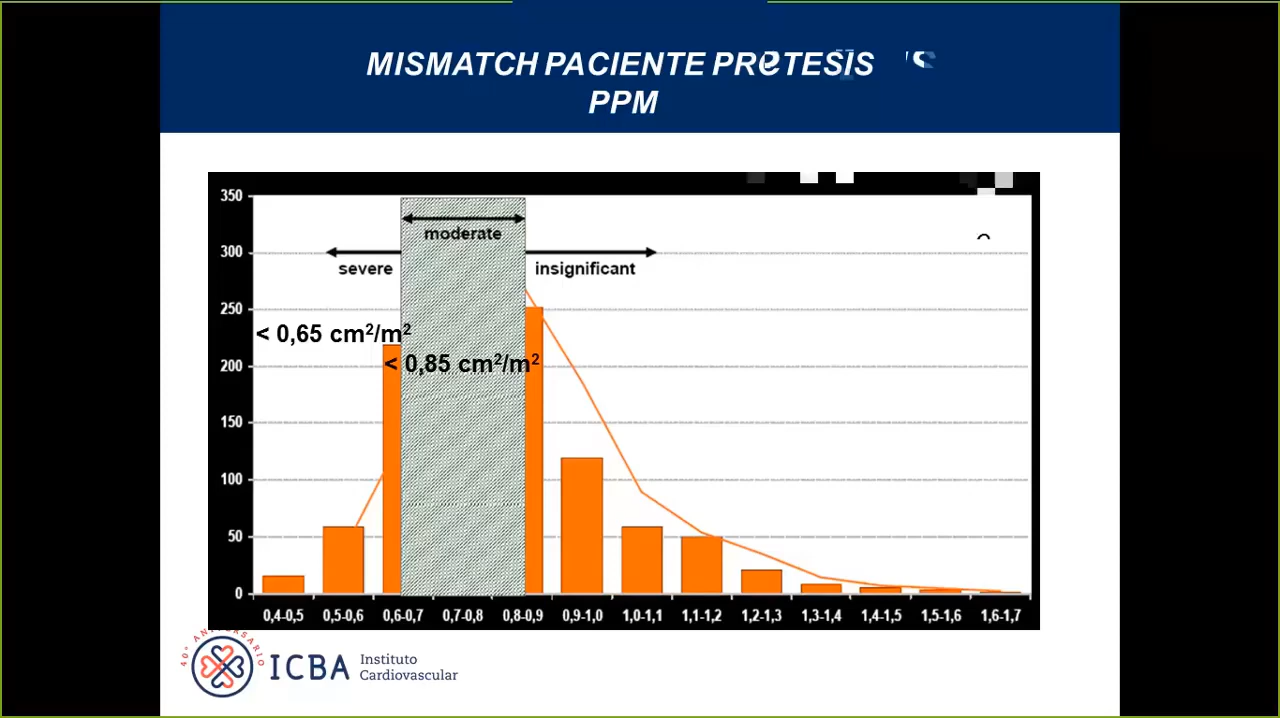 MISMATCH PACIENTE PROTESIS
PPM
350
moderate
300
severe
insignificant
250
< 0,65 cm²/m²
< 0,85 cm²/m²
200
150
100
50
0
0,4-0,5 0,5-0,6 0,6-0,7 0,7-0,8 0,8-0,9 0,9-1,0 1,0-1,1 1,1-1,2 1,2-1,3 1,3-1,4 1,4-1,5 1,5-1,6 1,6-1,7
40° ANIVERSARIO
ICBA
Instituto
Cardiovascular